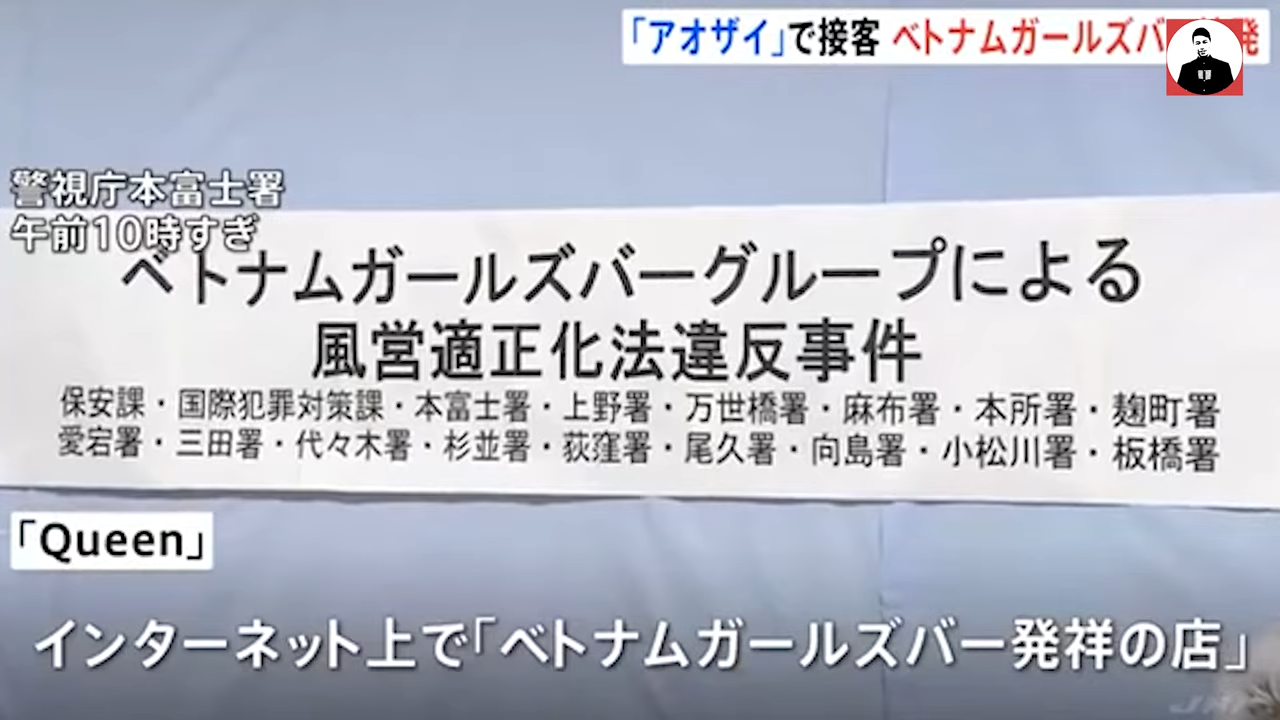 「アオザイ」で接客 ベトナムガールズバ 発
警視庁本富士署
午前10時すぎ
ベトナムガールズバーグループによる
風営適正化法違反事件
保安課・国際犯罪対策課・本富士署・上野署・万世橋署・麻布署・本所署・麹町署
愛宕署・三田署・代々木署・杉並署・荻窪署・尾久署・向島署・小松川署・板橋署
「Queen」
インターネット上で「ベトナムガールズバー発祥の店」